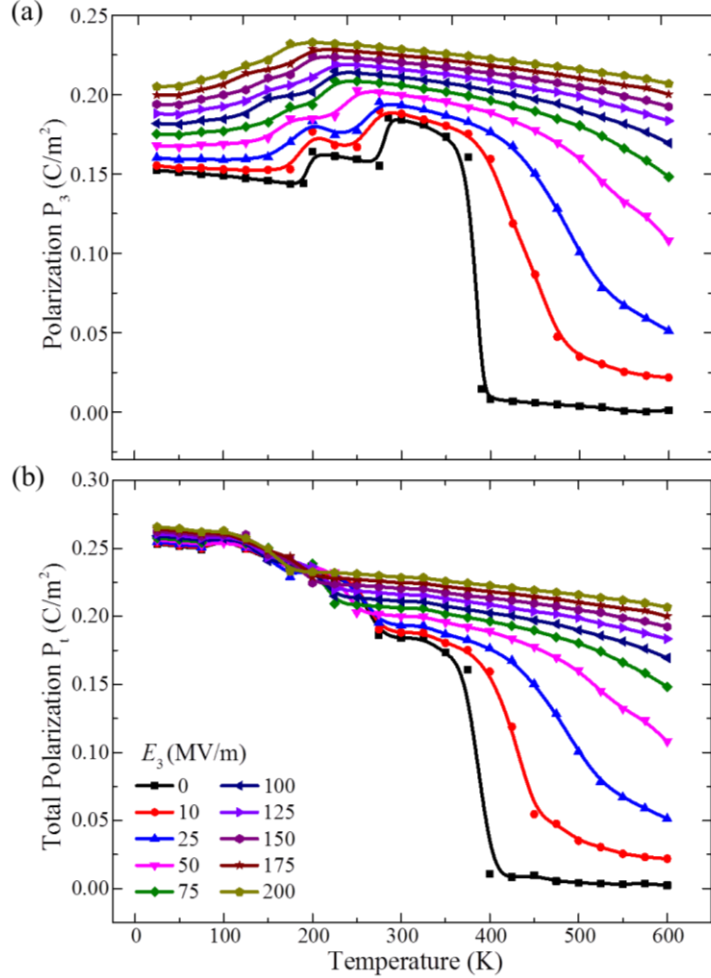 (a)
0.25
0.20
0.15
0.10
0.05
0.00
Polarization P₃ (C/m²)
(b)
0.30
0.25
0.20
0.15
0.10
0.05
0.00
Total Polarization Pₜ (C/m²)
E₃ (MV/m)
0 100
10 125
25 150
50 175
75 200
0 100 200 300 400 500 600
Temperature (K)